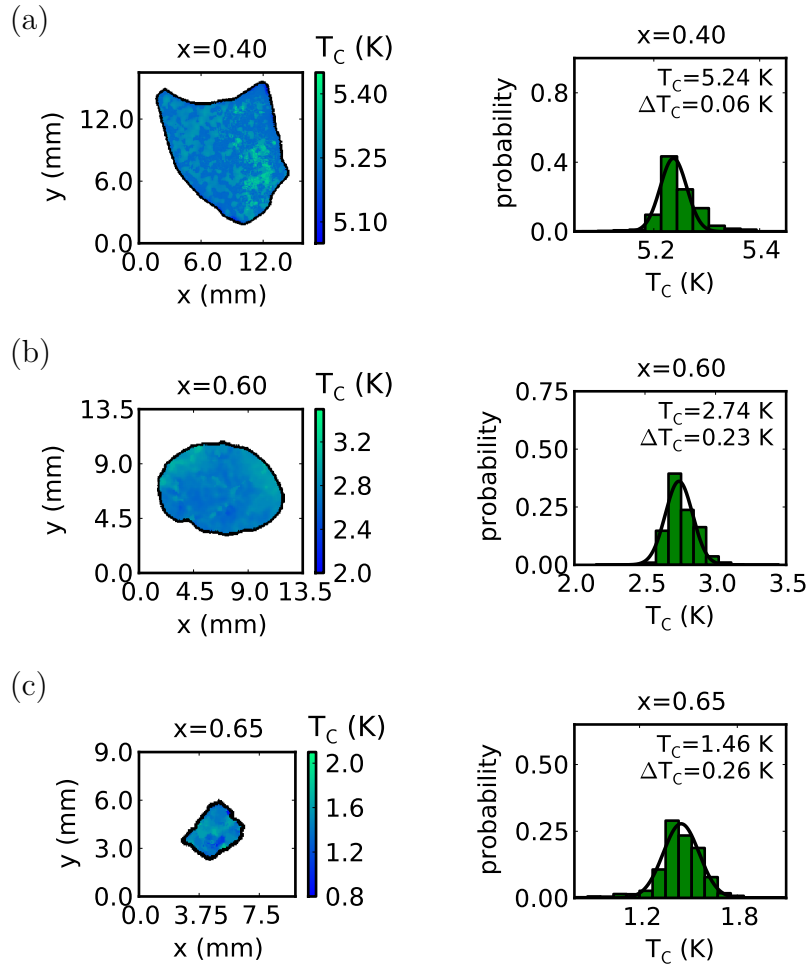 (a)
x=0.40
T_C (K)
y (mm)
12.0
6.0
0.0
0.0 6.0 12.0
x (mm)
5.40
5.25
5.10
x=0.40
T_C=5.24 K
ΔT_C=0.06 K
probability
0.8
0.4
0.0
5.2 5.4
T_C (K)
(b)
x=0.60
T_C (K)
y (mm)
13.5
9.0
4.5
0.0
0.0 4.5 9.0 13.5
x (mm)
3.2
2.8
2.4
2.0
x=0.60
T_C=2.74 K
ΔT_C=0.23 K
probability
0.75
0.50
0.25
0.00
2.0 2.5 3.0 3.5
T_C (K)
(c)
x=0.65
T_C (K)
y (mm)
9.0
6.0
3.0
0.0
0.0 3.75 7.5
x (mm)
2.0
1.6
1.2
0.8
x=0.65
T_C=1.46 K
ΔT_C=0.26 K
probability
0.50
0.25
0.00
1.2 1.8
T_C (K)